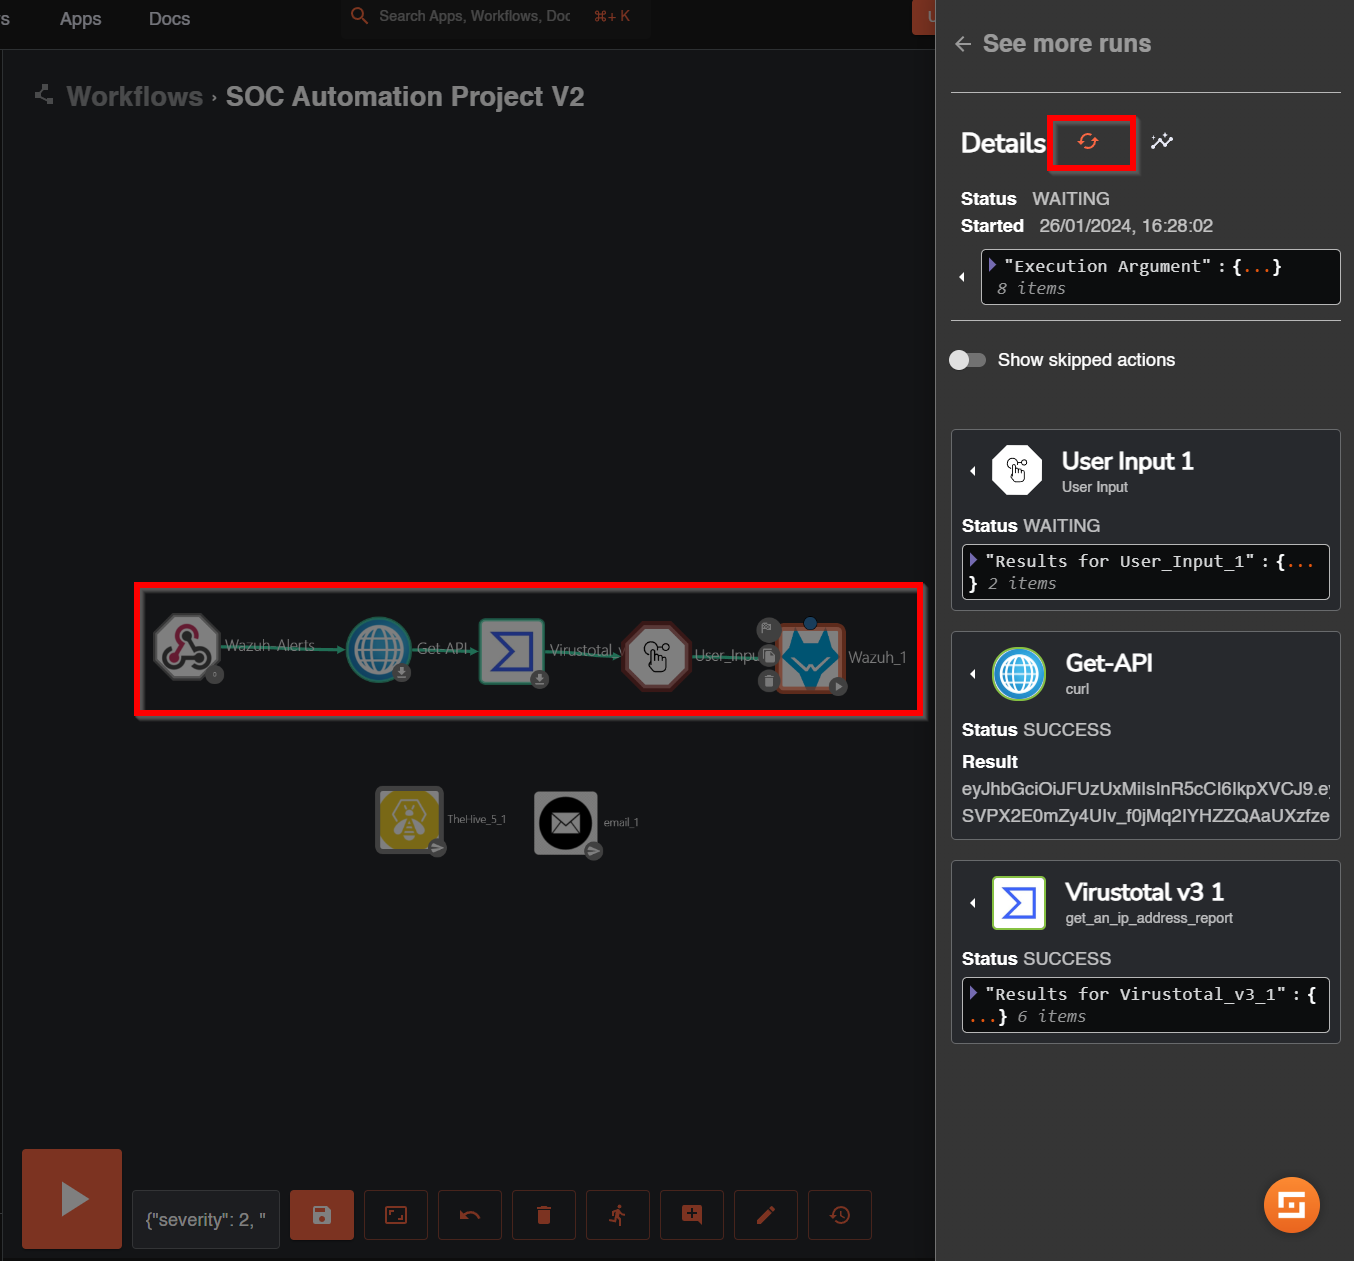 s
Apps
Docs
Search Apps, Workflows, Doc
⌘+ K
U
See more runs
Workflows › SOC Automation Project V2
Details
Status WAITING
Started 26/01/2024, 16:28:02
"Execution Argument" : {...}
8 items
Show skipped actions
User Input 1
User Input
Status WAITING
"Results for User_Input_1" : {...
} 2 items
Wazuh_Alerts
Get-API
Virustotal_v
User_Inpu
Wazuh_1
Get-API
curl
Status SUCCESS
Result
eyJhbGciOiJFUzUxMiIsInR5cCI6IkpXVCJ9.ey
SVPX2E0mZy4UIv_f0jMq2IYHZZQAaUXzfze
TheHive_5_1
email_1
Virustotal v3 1
get_an_ip_address_report
Status SUCCESS
"Results for Virustotal_v3_1" : {
...} 6 items
{"severity": 2, "